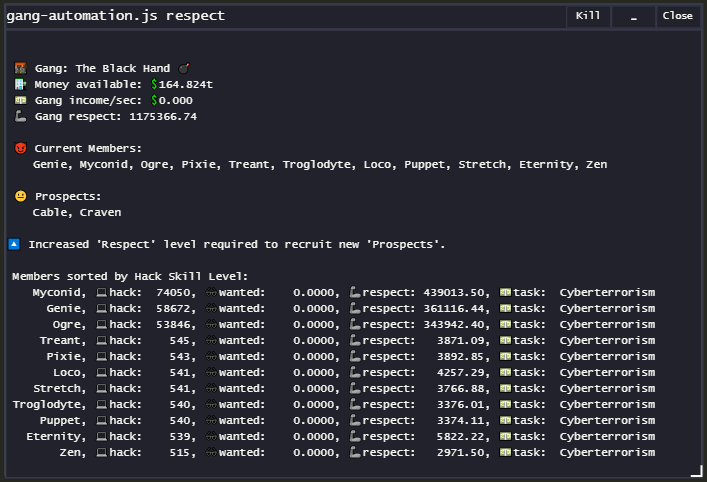 gang-automation.js respect Kill _ Close
Gang: The Black Hand
Money available: $164.824t
Gang income/sec: $0.000
Gang respect: 1175366.74
Current Members:
Genie, Myconid, Ogre, Pixie, Treant, Troglodyte, Loco, Puppet, Stretch, Eternity, Zen
Prospects:
Cable, Craven
Increased 'Respect' level required to recruit new 'Prospects'.
Members sorted by Hack Skill Level:
Myconid, hack: 74050, wanted: 0.0000, respect: 439013.50, task: Cyberterrorism
Genie, hack: 58672, wanted: 0.0000, respect: 361116.44, task: Cyberterrorism
Ogre, hack: 53846, wanted: 0.0000, respect: 343942.40, task: Cyberterrorism
Treant, hack: 545, wanted: 0.0000, respect: 3871.09, task: Cyberterrorism
Pixie, hack: 543, wanted: 0.0000, respect: 3892.85, task: Cyberterrorism
Loco, hack: 541, wanted: 0.0000, respect: 4257.29, task: Cyberterrorism
Stretch, hack: 541, wanted: 0.0000, respect: 3766.88, task: Cyberterrorism
Troglodyte, hack: 540, wanted: 0.0000, respect: 3376.01, task: Cyberterrorism
Puppet, hack: 540, wanted: 0.0000, respect: 3374.11, task: Cyberterrorism
Eternity, hack: 539, wanted: 0.0000, respect: 5822.22, task: Cyberterrorism
Zen, hack: 515, wanted: 0.0000, respect: 2971.50, task: Cyberterrorism